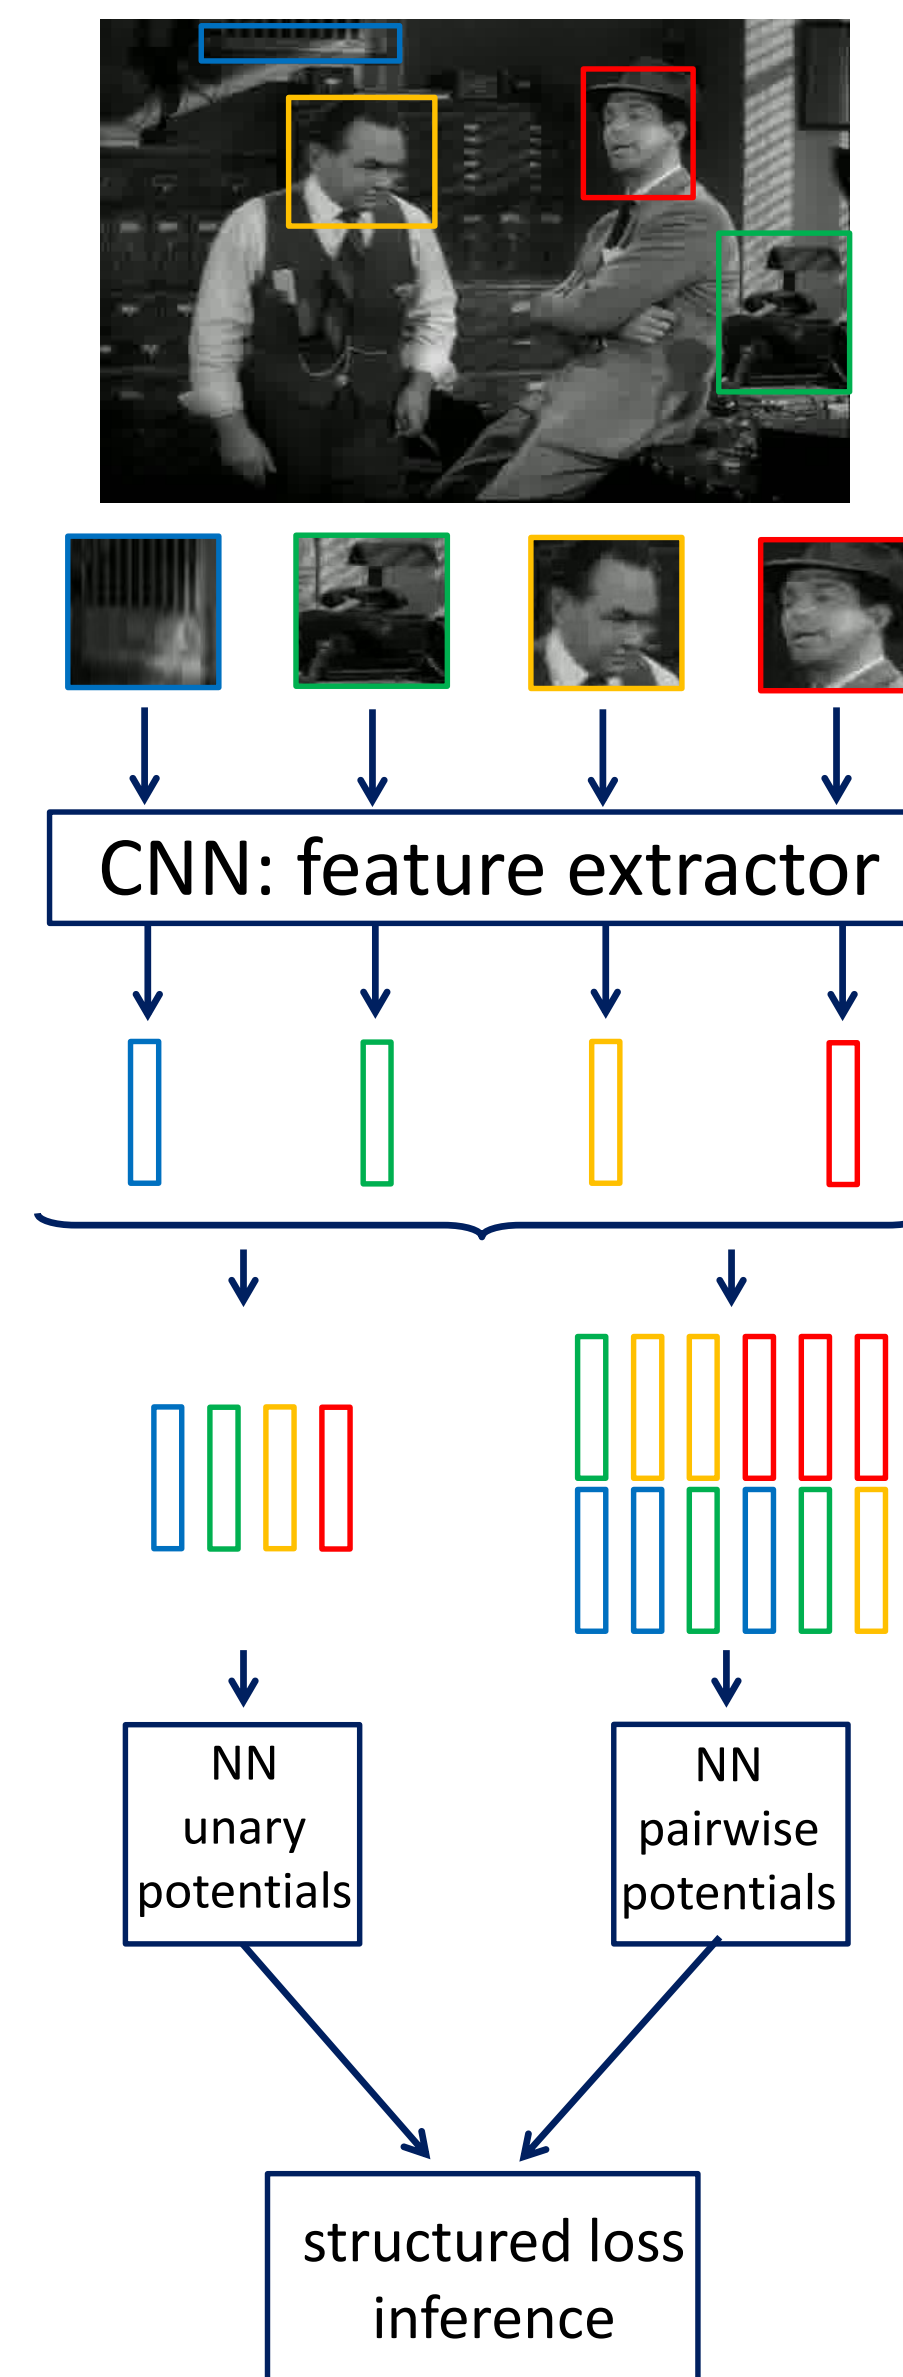 CNN: feature extractor
NN
unary
potentials
NN
pairwise
potentials
structured loss
inference